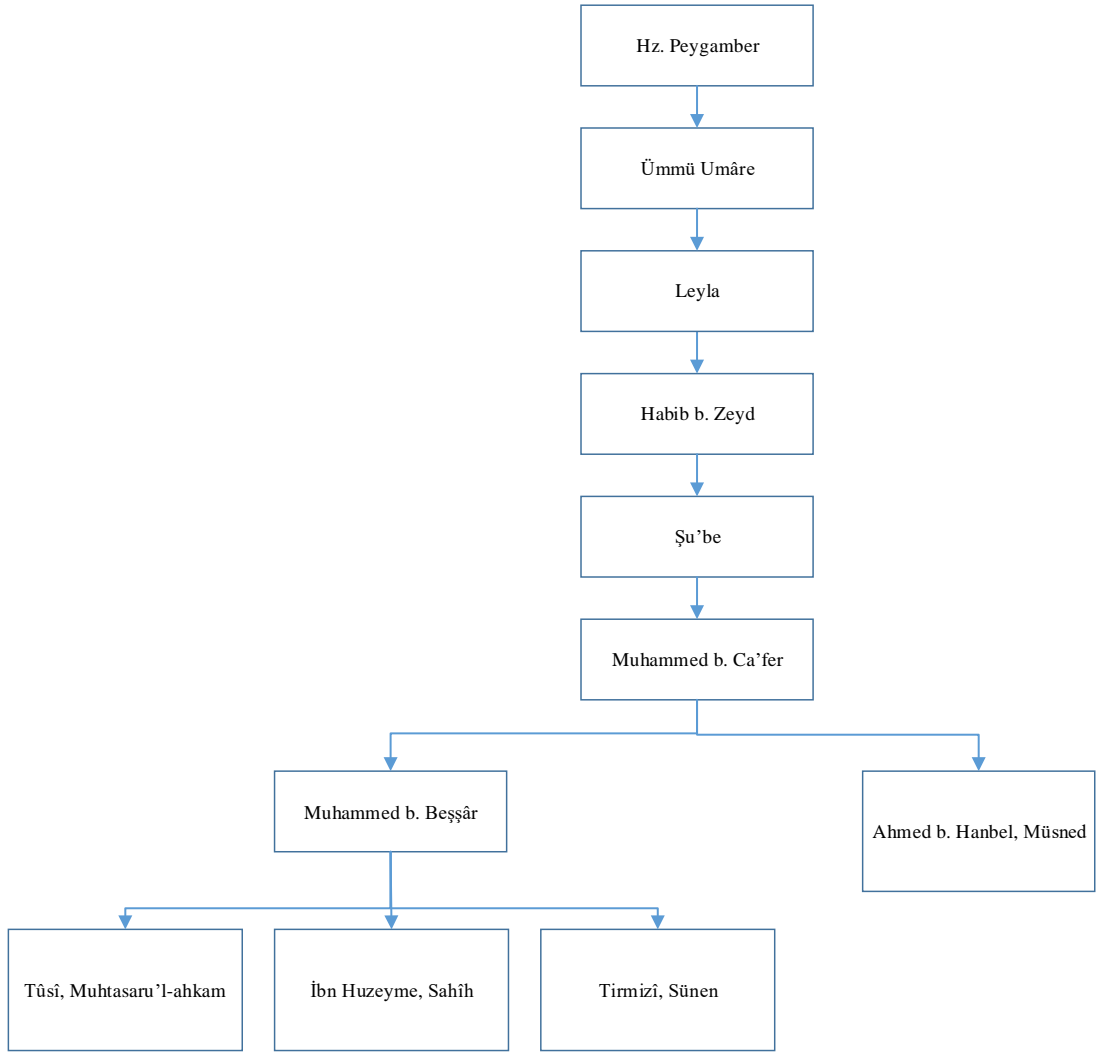 Hz. Peygamber
Ümmü Umâre
Leyla
Habib b. Zeyd
Şu’be
Muhammed b. Ca’fer
Muhammed b. Beşşâr
Ahmed b. Hanbel, Müsned
Tûsî, Muhtasaru’l-ahkam
İbn Huzeyme, Sahîh
Tirmizî, Sünen